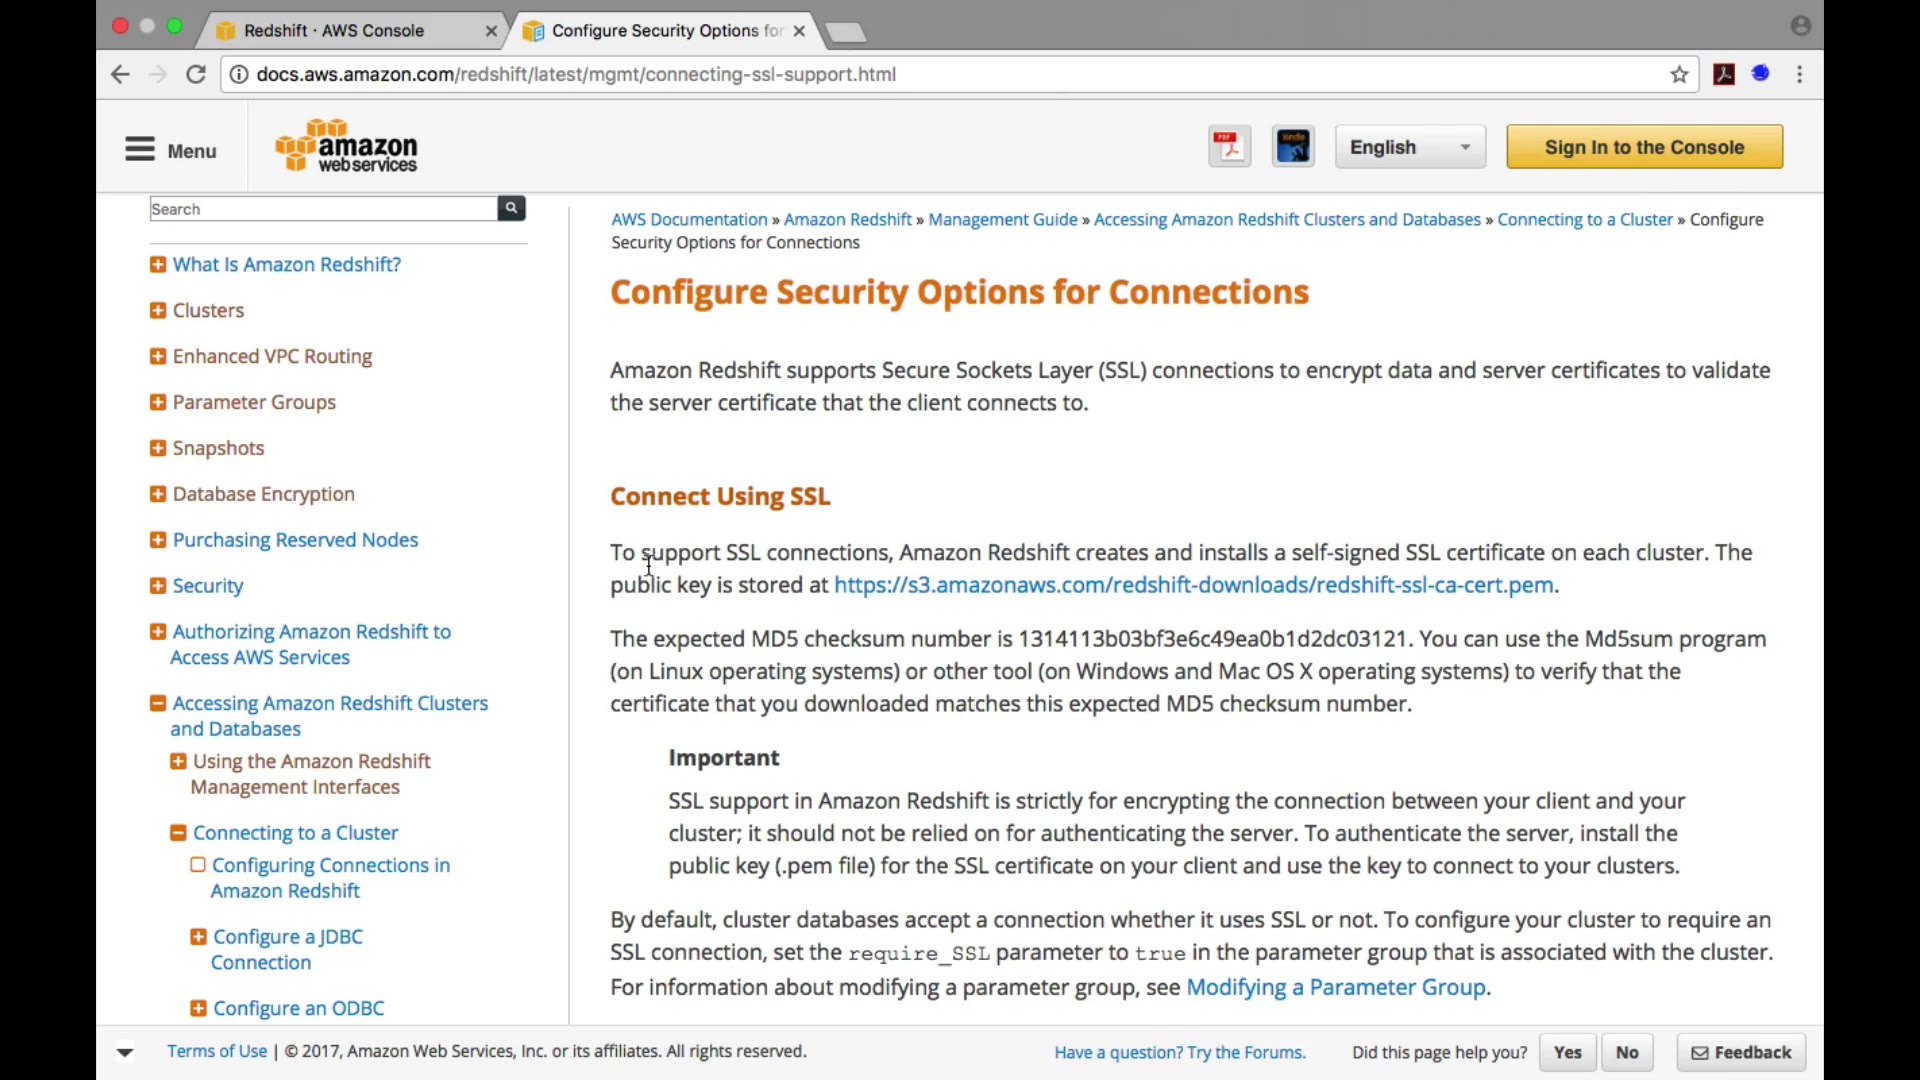 Redshift · AWS Console
Configure Security Options for
docs.aws.amazon.com/redshift/latest/mgmt/connecting-ssl-support.html
Menu
amazon
web services
PDF
kindle
English
Sign In to the Console
Search
What Is Amazon Redshift?
Clusters
Enhanced VPC Routing
Parameter Groups
Snapshots
Database Encryption
Purchasing Reserved Nodes
Security
Authorizing Amazon Redshift to
Access AWS Services
Accessing Amazon Redshift Clusters
and Databases
Using the Amazon Redshift
Management Interfaces
Connecting to a Cluster
Configuring Connections in
Amazon Redshift
Configure a JDBC
Connection
Configure an ODBC
AWS Documentation » Amazon Redshift » Management Guide » Accessing Amazon Redshift Clusters and Databases » Connecting to a Cluster » Configure
Security Options for Connections
Configure Security Options for Connections
Amazon Redshift supports Secure Sockets Layer (SSL) connections to encrypt data and server certificates to validate
the server certificate that the client connects to.
Connect Using SSL
To support SSL connections, Amazon Redshift creates and installs a self-signed SSL certificate on each cluster. The
public key is stored at https://s3.amazonaws.com/redshift-downloads/redshift-ssl-ca-cert.pem.
The expected MD5 checksum number is 1314113b03bf3e6c49ea0b1d2dc03121. You can use the Md5sum program
(on Linux operating systems) or other tool (on Windows and Mac OS X operating systems) to verify that the
certificate that you downloaded matches this expected MD5 checksum number.
Important
SSL support in Amazon Redshift is strictly for encrypting the connection between your client and your
cluster; it should not be relied on for authenticating the server. To authenticate the server, install the
public key (.pem file) for the SSL certificate on your client and use the key to connect to your clusters.
By default, cluster databases accept a connection whether it uses SSL or not. To configure your cluster to require an
SSL connection, set the require_SSL parameter to true in the parameter group that is associated with the cluster.
For information about modifying a parameter group, see Modifying a Parameter Group.
Terms of Use | © 2017, Amazon Web Services, Inc. or its affiliates. All rights reserved.
Have a question? Try the Forums.
Did this page help you?
Yes
No
Feedback